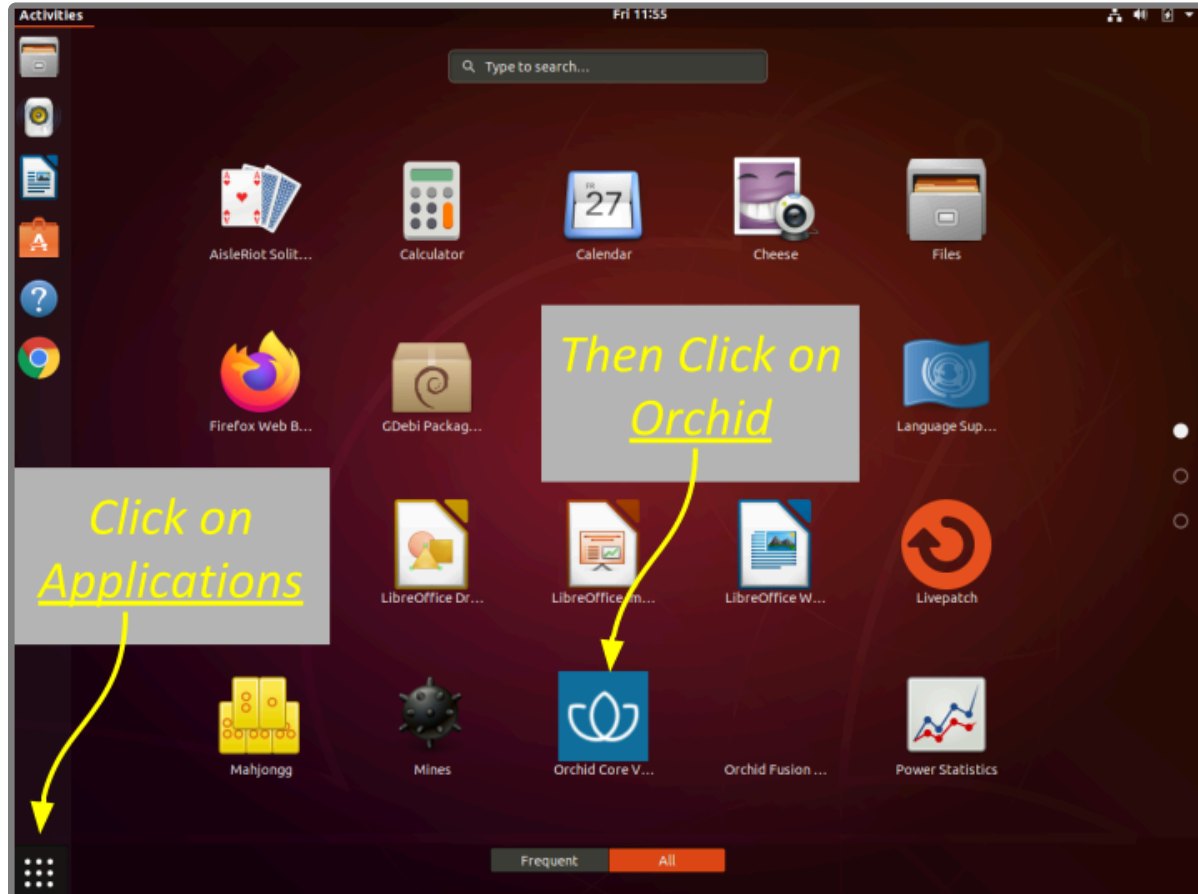 Activities
Fri 11:55
Type to search...
AisleRiot Solit...
Calculator
FRI
27
Calendar
Cheese
Files
Firefox Web B...
GDebi Packag...
Then Click on
Orchid
Language Sup...
Click on
Applications
LibreOffice Dr...
LibreOffice Im...
LibreOffice W...
Livepatch
Mahjongg
Mines
Orchid Core V...
Orchid Fusion ...
Power Statistics
Frequent
All